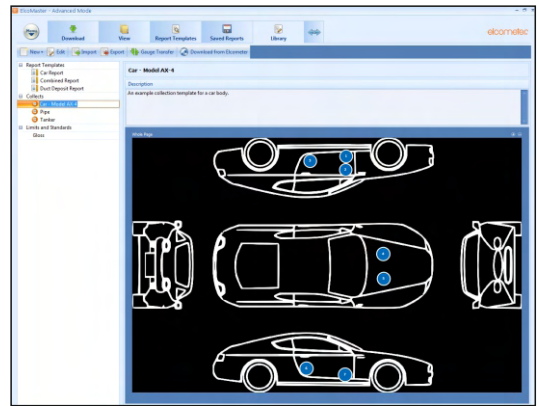 ElcoMaster - Advanced Mode
Download
View
Report Templates
Saved Reports
Library
elcometer
New
Edit
Import
Export
Gauge Transfer
Download from Elcometer
Report Templates
Car Report
Combined Report
Duct Deposit Report
Collects
Car - Model AX-4
Pipe
Tanker
Limits and Standards
Gloss
Car - Model AX-4
Description
An example collection template for a car body.
Whole Page